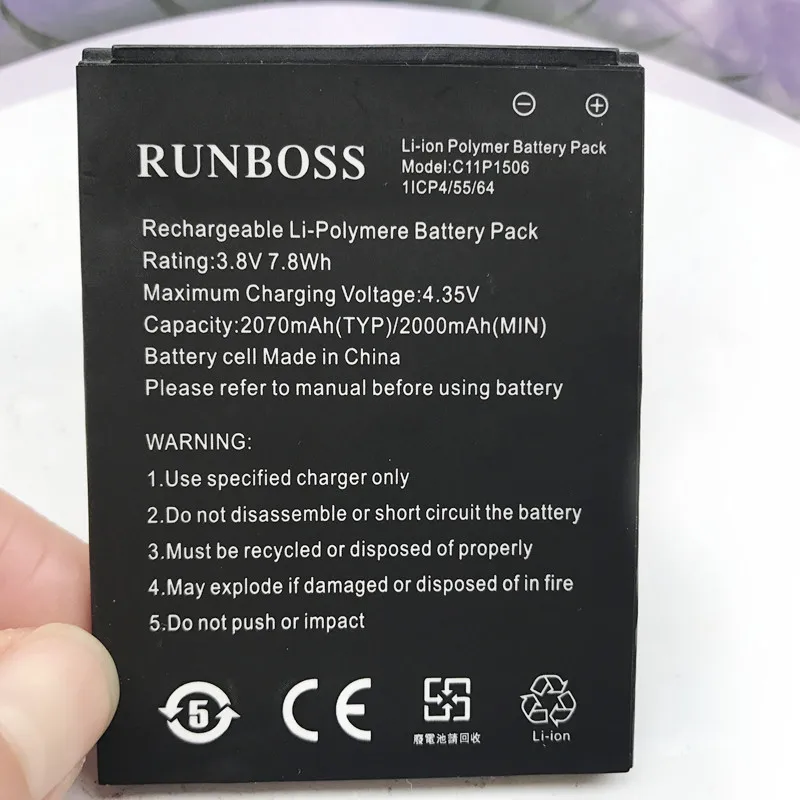 RUNBOSS
Li-ion Polymer Battery Pack
Model:C11P1506
1ICP4/55/64
Rechargeable Li-Polymere Battery Pack
Rating:3.8V 7.8Wh
Maximum Charging Voltage:4.35V
Capacity:2070mAh(TYP)/2000mAh(MIN)
Battery cell Made in China
Please refer to manual before using battery
WARNING:
1.Use specified charger only
2.Do not disassemble or short circuit the battery
3.Must be recycled or disposed of properly
4.May explode if damaged or disposed of in fire
5.Do not push or impact
5
CE
廢電池請回收
Li-ion